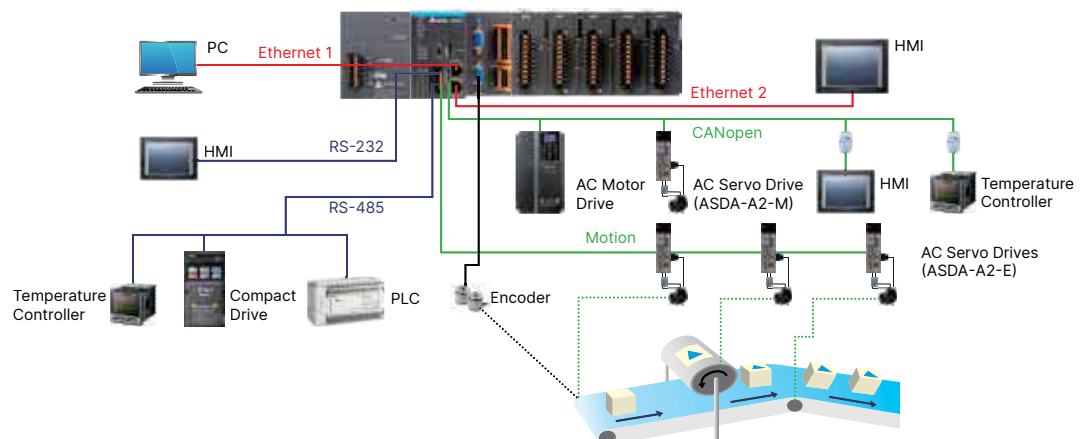 PC
Ethernet 1
HMI
Ethernet 2
CANopen
HMI
RS-232
AC Motor
Drive
AC Servo Drive
(ASDA-A2-M)
HMI
Temperature
Controller
RS-485
Motion
AC Servo Drives
(ASDA-A2-E)
Temperature
Controller
Compact
Drive
PLC
Encoder